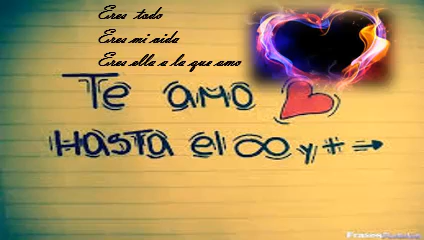 Eres todo
Eres mi vida
Eres ella a la que amo
Te amo
Hasta el ∞ y + →